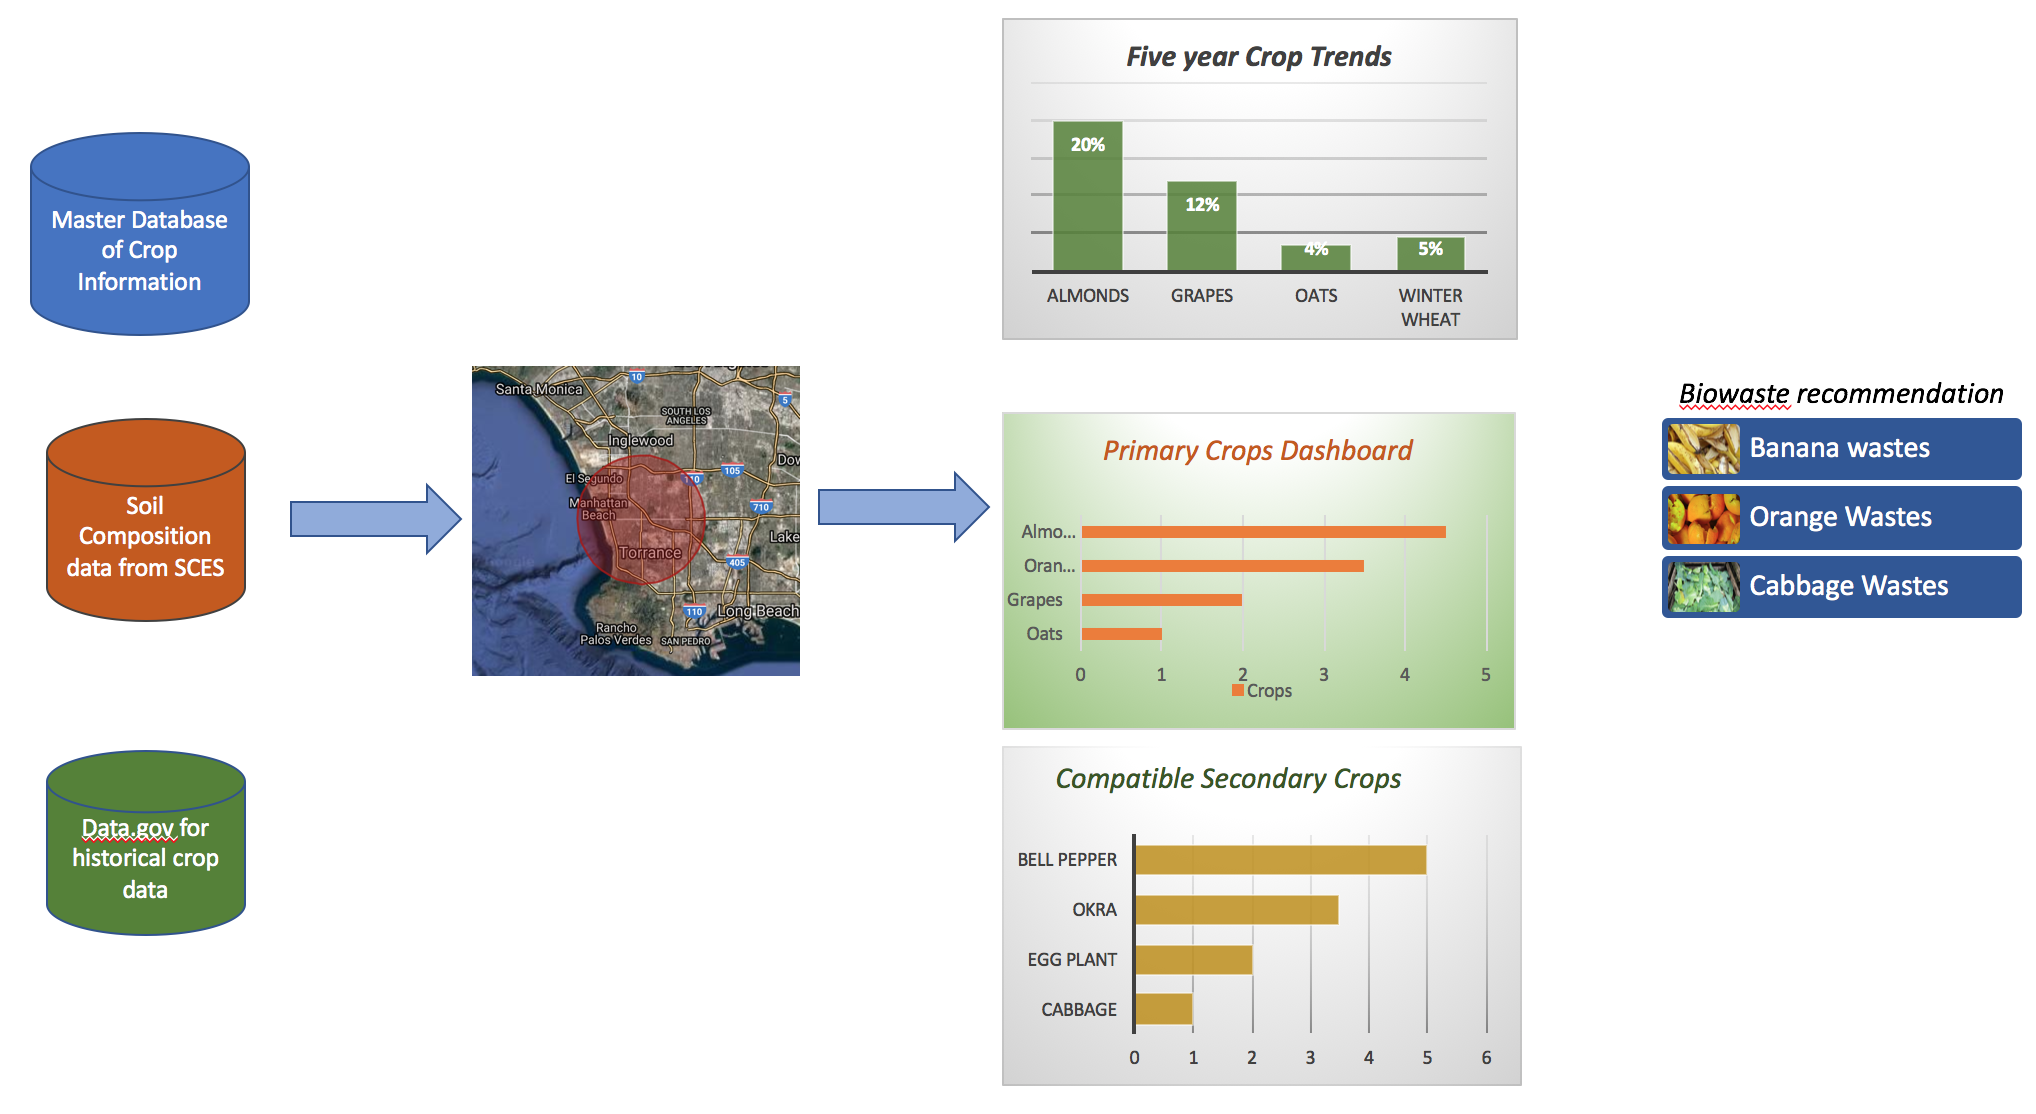 Master Database
of Crop
Information
Soil
Composition
data from SCES
Data.gov for
historical crop
data
Santa Monica
10
5
SOUTH LOS
ANGELES
Inglewood
Dow
105
El Segundo
110
Manhattan
Beach
710
Torrance
Lake
405
110
Long Beach
Rancho
Palos Verdes
SAN PEDRO
Five year Crop Trends
20%
12%
4%
5%
ALMONDS
GRAPES
OATS
WINTER
WHEAT
Primary Crops Dashboard
Almo...
Oran...
Grapes
Oats
0 1 2 3 4 5
Crops
Compatible Secondary Crops
BELL PEPPER
OKRA
EGG PLANT
CABBAGE
0 1 2 3 4 5 6
Biowaste recommendation
Banana wastes
Orange Wastes
Cabbage Wastes